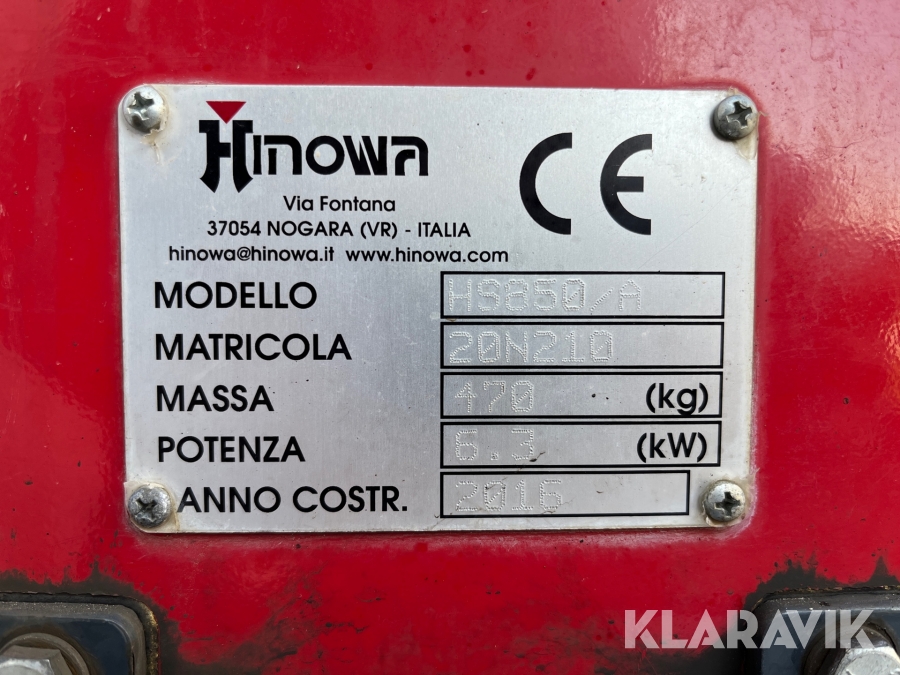 HINOWA
CE
Via Fontana
37054 NOGARA (VR) - ITALIA
hinowa@hinowa.it www.hinowa.com
MODELLO HS850/A
MATRICOLA 20N210
MASSA 470 (kg)
POTENZA 6.3 (kW)
ANNO COSTR. 2016
KLARAVIK